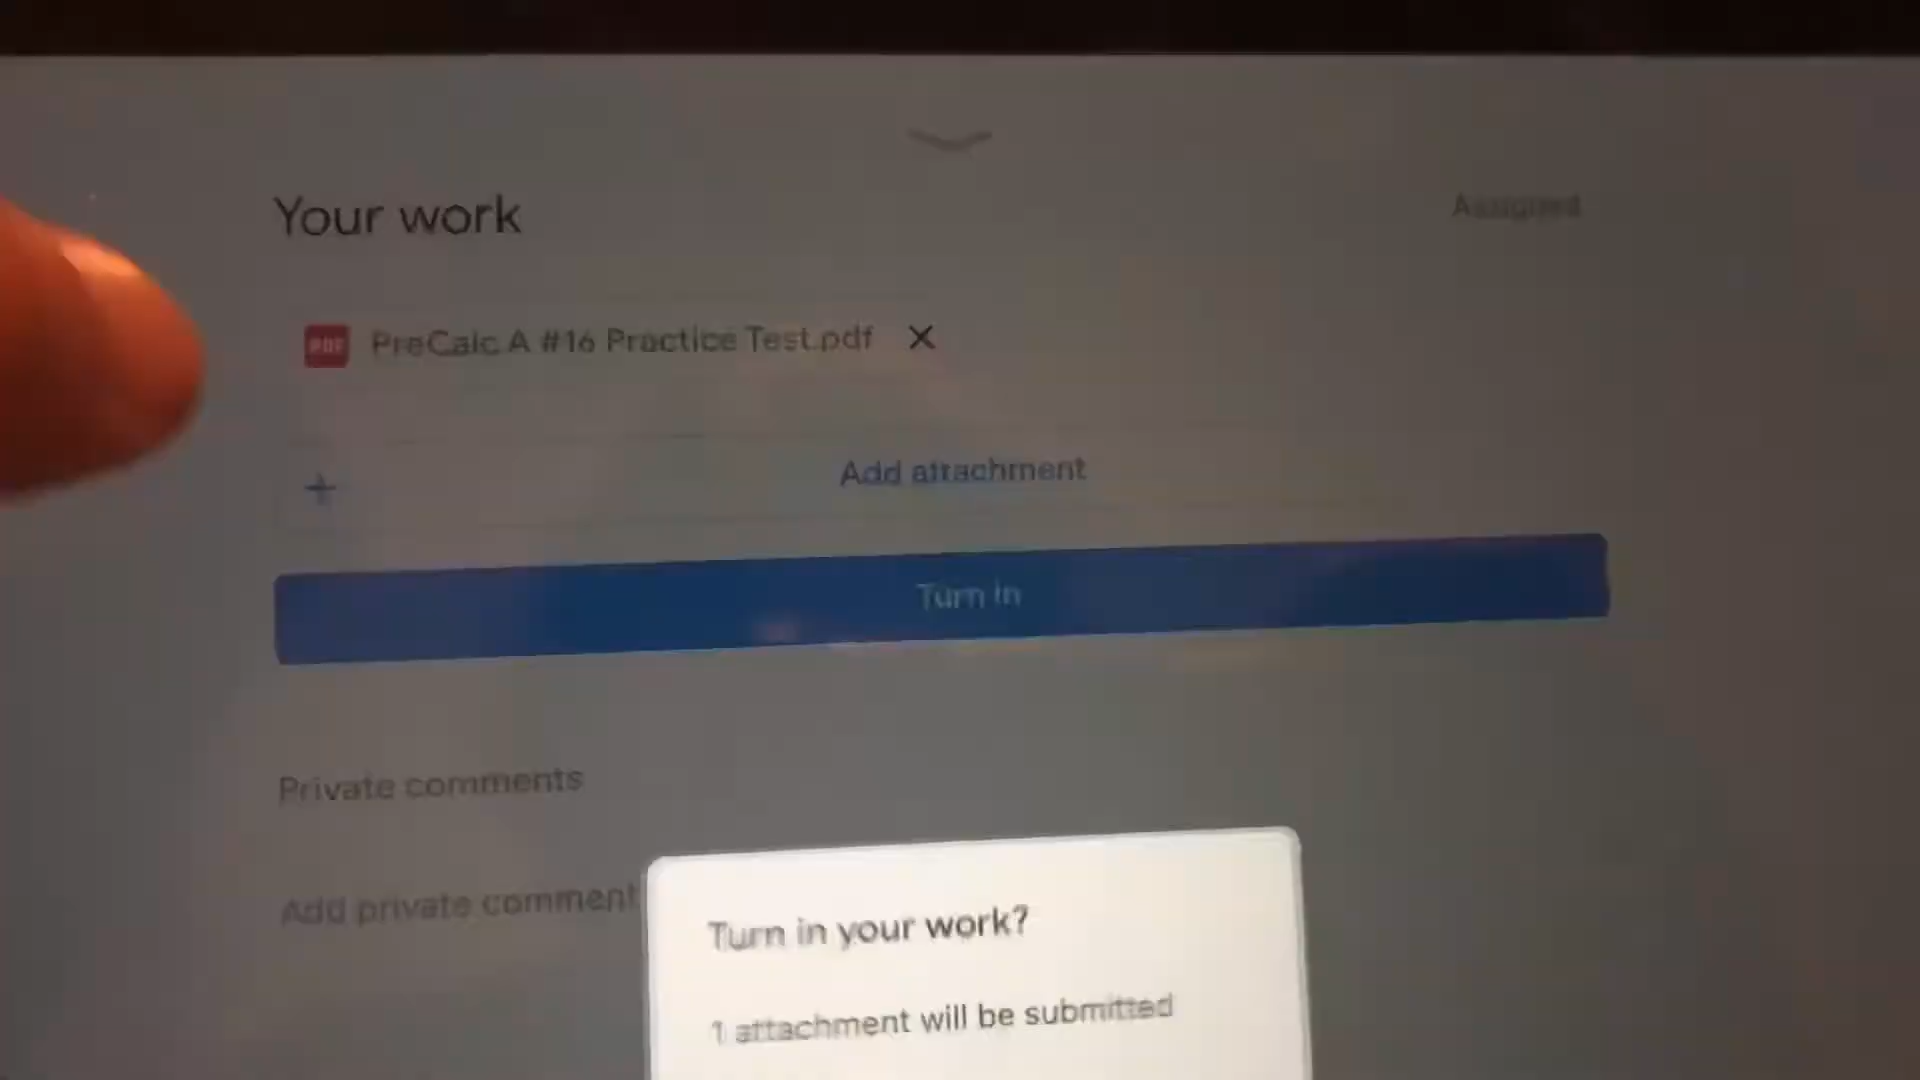 Your work
Assigned
PDF PreCalc A #16 Practice Test.pdf X
+ Add attachment
Turn in
Private comments
Add private comment
Turn in your work?
1 attachment will be submitted